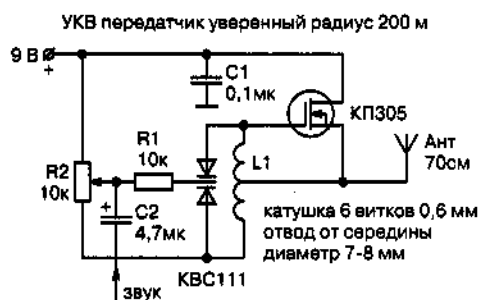 УКВ передатчик уверенный радиус 200 м
9 В
+
C1
0,1мк
КП305
R1
10к
L1
Ант
70см
R2
10к
+
C2
4,7мк
катушка 6 витков 0,6 мм
отвод от середины
диаметр 7-8 мм
КВС111
звук